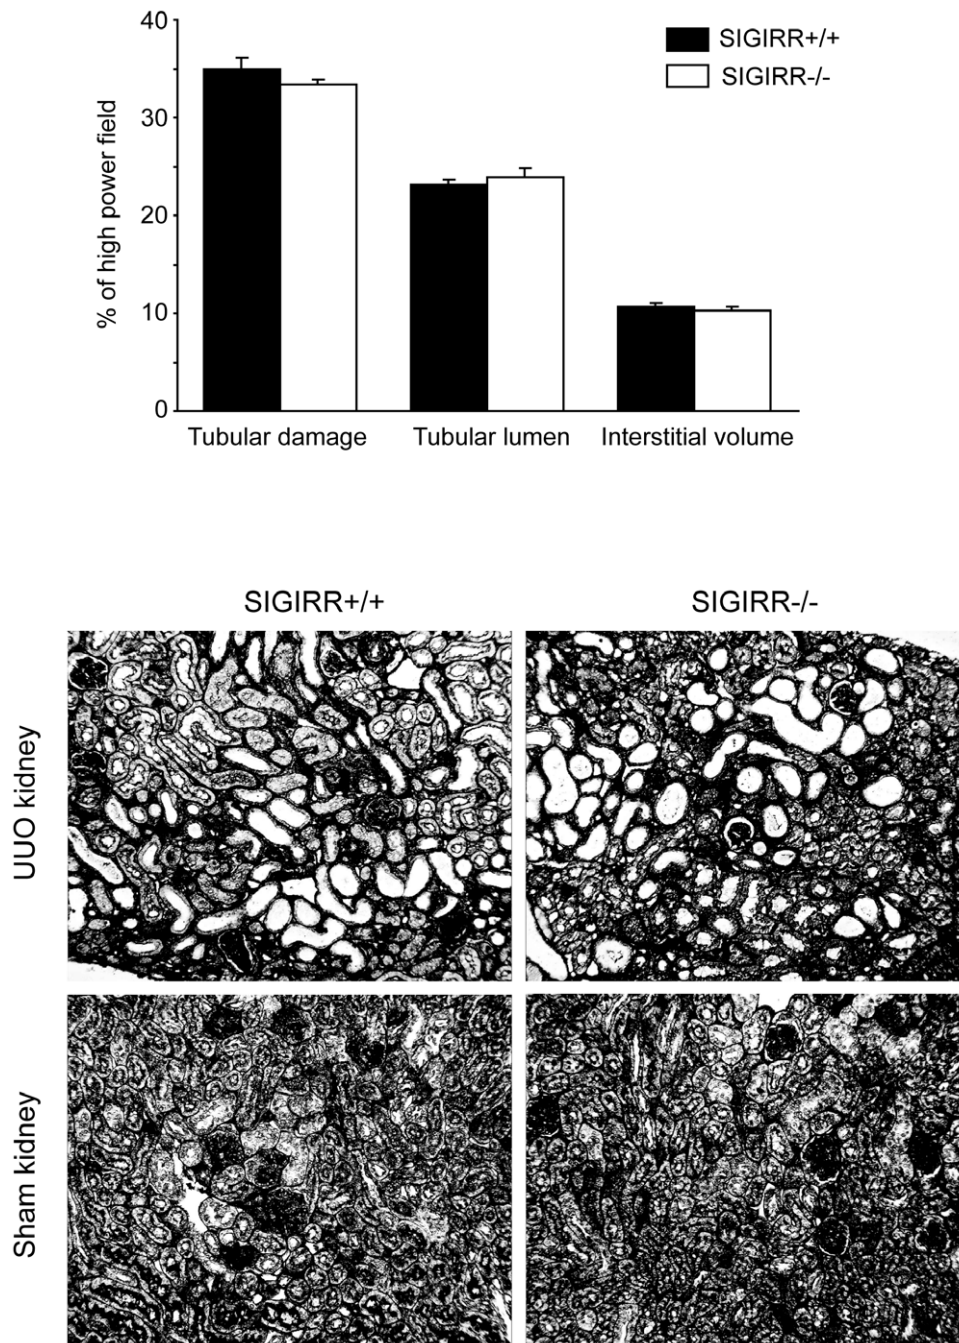 40
30
20
10
0
% of high power field
SIGIRR+/+
SIGIRR-/-
Tubular damage
Tubular lumen
Interstitial volume
SIGIRR+/+
SIGIRR-/-
UUO kidney
Sham kidney